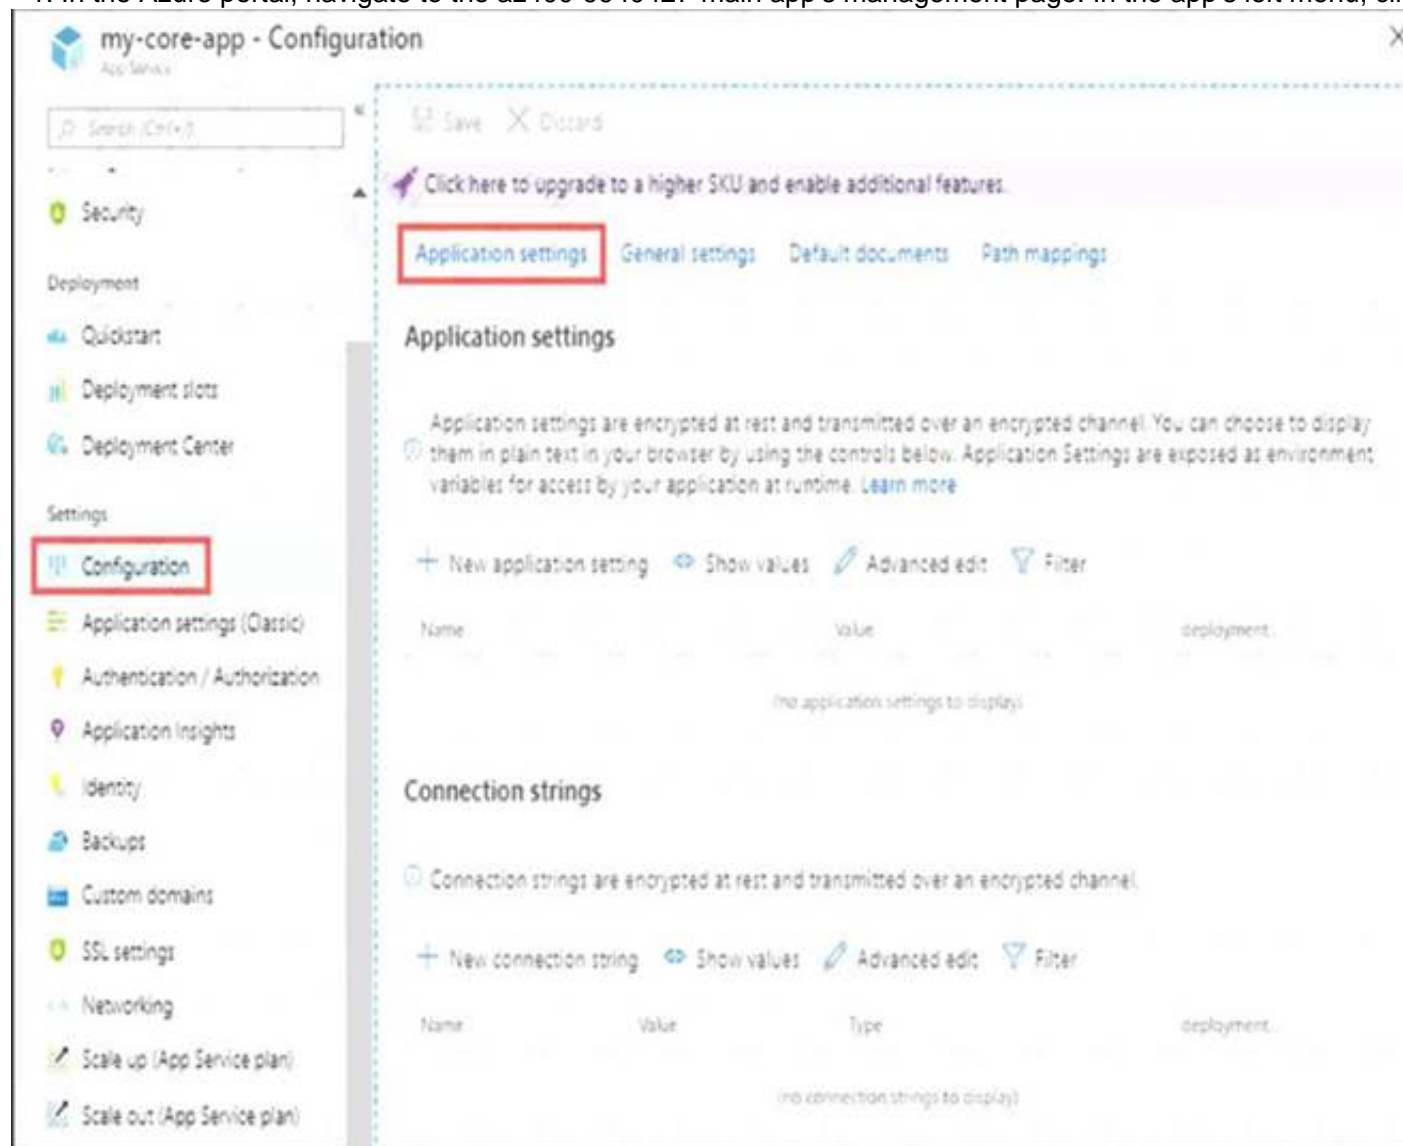 my-core-app - Configuration
App Service
Search (Ctrl+/)
Save Discard
Click here to upgrade to a higher SKU and enable additional features.
Security
Application settings General settings Default documents Path mappings
Deployment
Quickstart
Deployment slots
Deployment Center
Settings
Configuration
Application settings (Classic)
Authentication / Authorization
Application Insights
Identity
Backups
Custom domains
SSL settings
Networking
Scale up (App Service plan)
Scale out (App Service plan)
Application settings
Application settings are encrypted at rest and transmitted over an encrypted channel. You can choose to display
them in plain text in your browser by using the controls below. Application Settings are exposed as environment
variables for access by your application at runtime. Learn more
New application setting Show values Advanced edit Filter
Name Value deployment...
(no application settings to display)
Connection strings
Connection strings are encrypted at rest and transmitted over an encrypted channel.
New connection string Show values Advanced edit Filter
Name Value Type deployment...
(no connection strings to display)